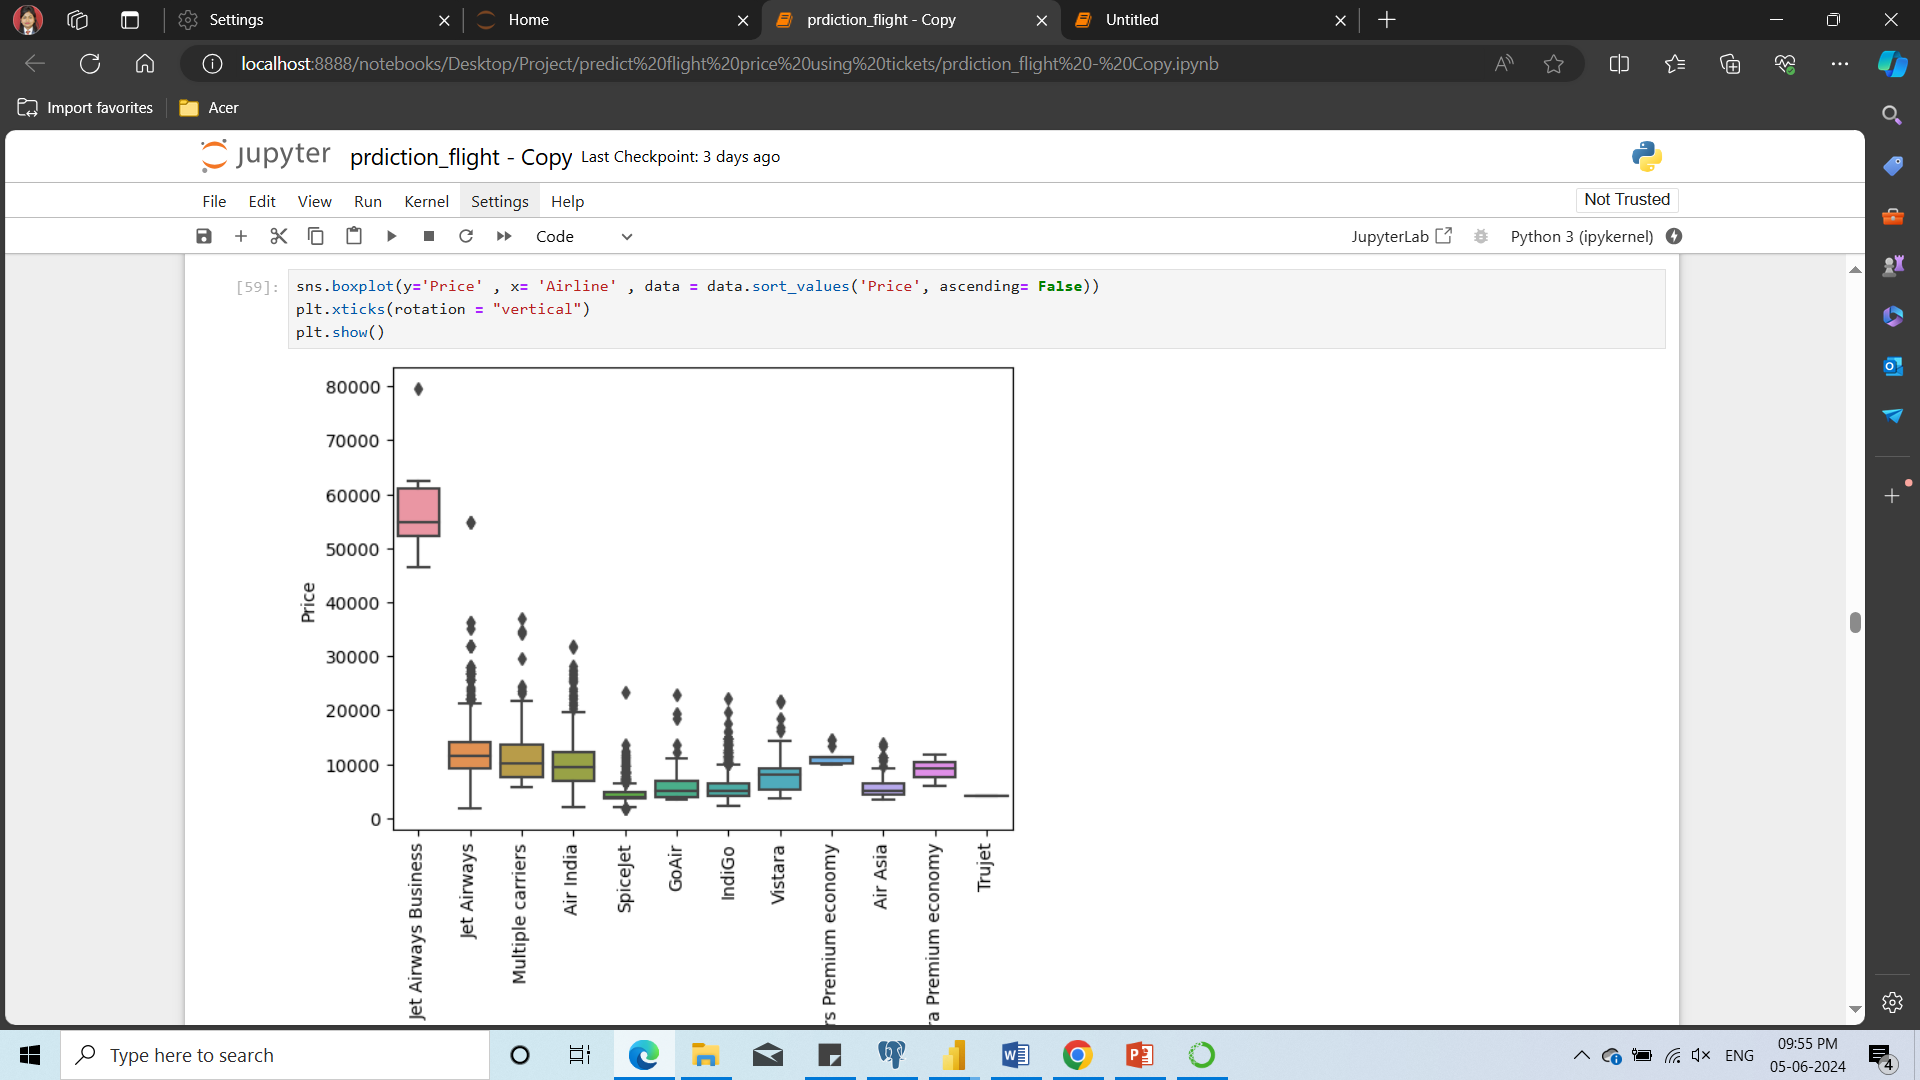 Settings
Home
prdiction_flight - Copy
Untitled
localhost:8888/notebooks/Desktop/Project/predict%20flight%20price%20using%20tickets/prdiction_flight%20-%20Copy.ipynb
Import favorites
Acer
jupyter
prdiction_flight - Copy
Last Checkpoint: 3 days ago
File
Edit
View
Run
Kernel
Settings
Help
Not Trusted
Code
JupyterLab
Python 3 (ipykernel)
[59]:
sns.boxplot(y='Price' , x= 'Airline' , data = data.sort_values('Price', ascending= False))
plt.xticks(rotation = "vertical")
plt.show()
80000
70000
60000
50000
40000
30000
20000
10000
0
Price
Jet Airways Business
Jet Airways
Multiple carriers
Air India
SpiceJet
GoAir
IndiGo
Vistara
rs Premium economy
Air Asia
ra Premium economy
Trujet
Type here to search
ENG
09:55 PM
05-06-2024
4